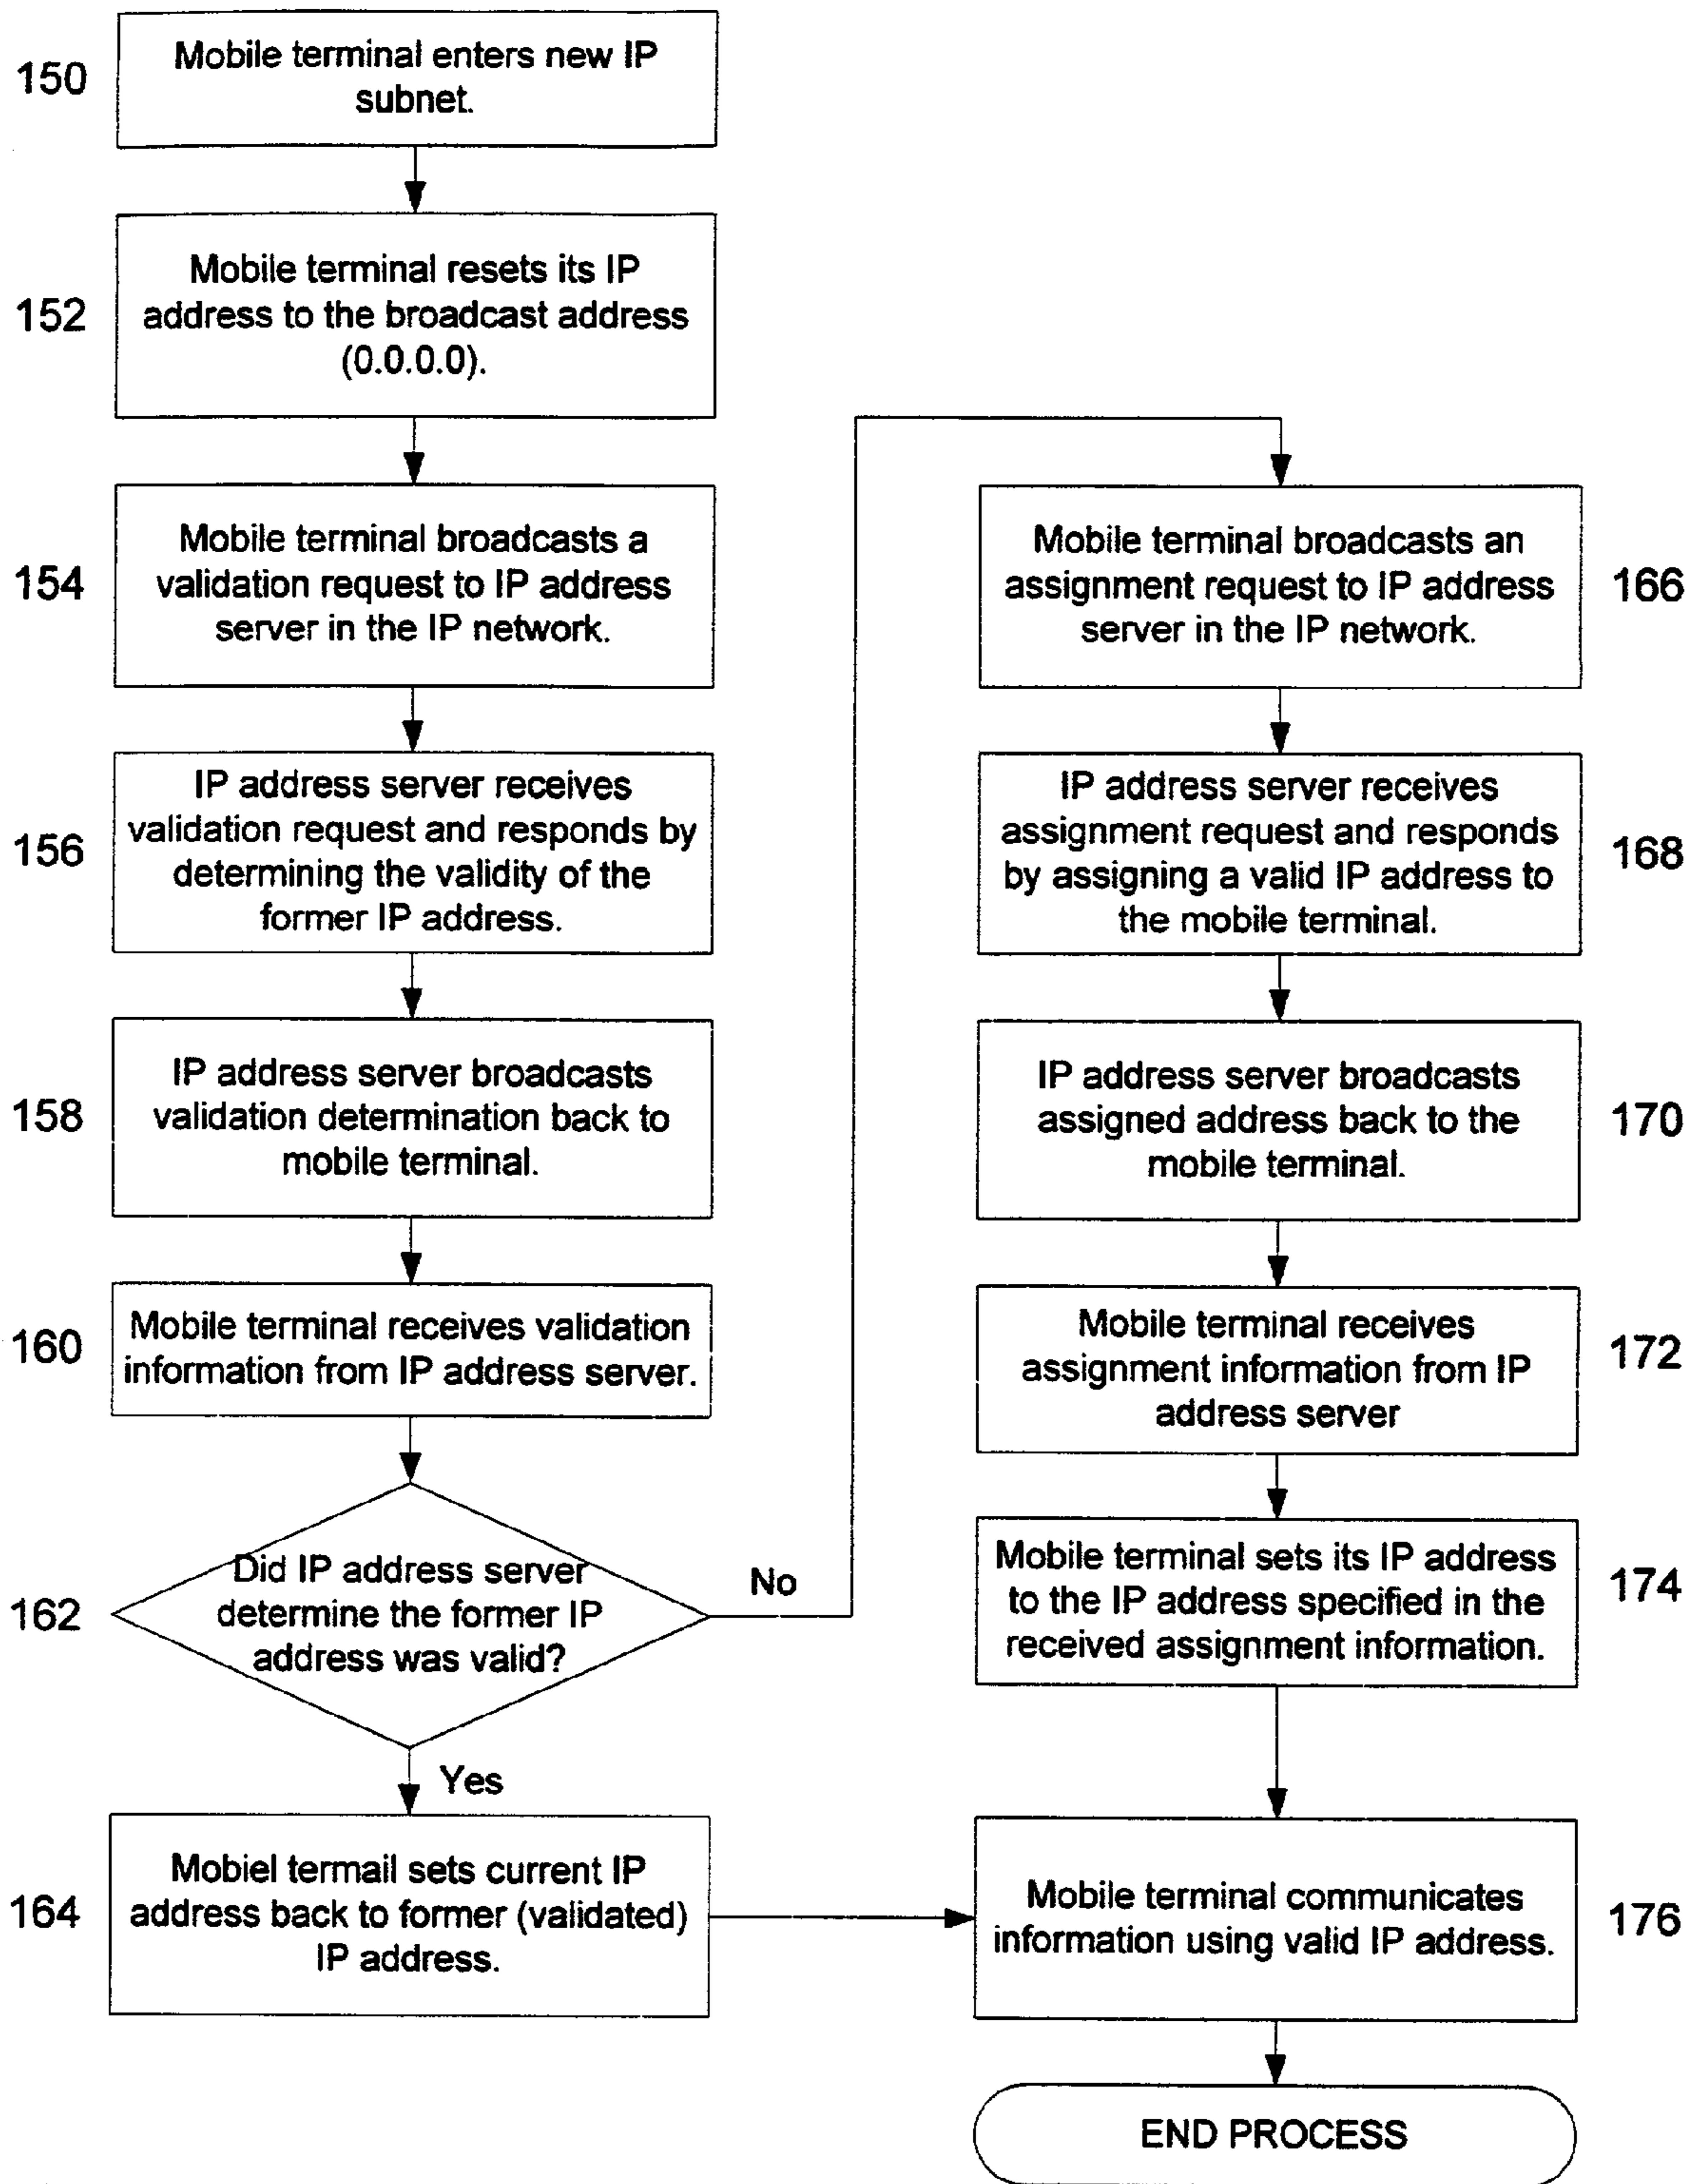 150
Mobile terminal enters new IP
subnet.
152
Mobile terminal resets its IP
address to the broadcast address
(0.0.0.0).
154
Mobile terminal broadcasts a
validation request to IP address
server in the IP network.
156
IP address server receives
validation request and responds by
determining the validity of the
former IP address.
158
IP address server broadcasts
validation determination back to
mobile terminal.
160
Mobile terminal receives validation
information from IP address server.
162
Did IP address server
determine the former IP
address was valid?
No
Yes
164
Mobiel termail sets current IP
address back to former (validated)
IP address.
Mobile terminal broadcasts an
assignment request to IP address
server in the IP network.
166
IP address server receives
assignment request and responds
by assigning a valid IP address to
the mobile terminal.
168
IP address server broadcasts
assigned address back to the
mobile terminal.
170
Mobile terminal receives
assignment information from IP
address server
172
Mobile terminal sets its IP address
to the IP address specified in the
received assignment information.
174
Mobile terminal communicates
information using valid IP address.
176
END PROCESS